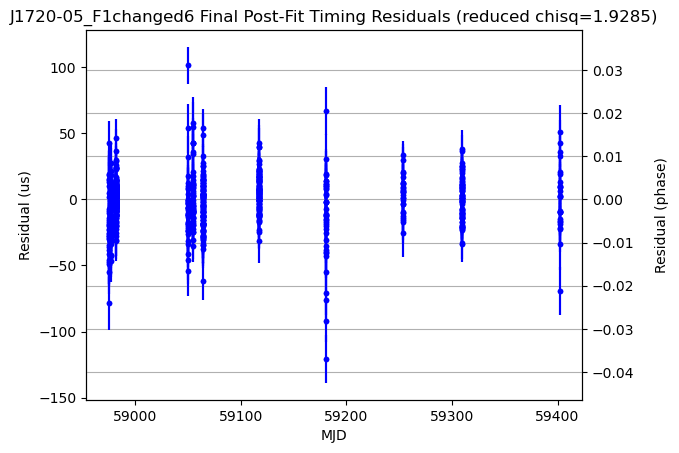 J1720-05_F1changed6 Final Post-Fit Timing Residuals (reduced chisq=1.9285)
100
50
0
−50
−100
−150
Residual (us)
0.03
0.02
0.01
0.00
−0.01
−0.02
−0.03
−0.04
Residual (phase)
59000 59100 59200 59300 59400
MJD